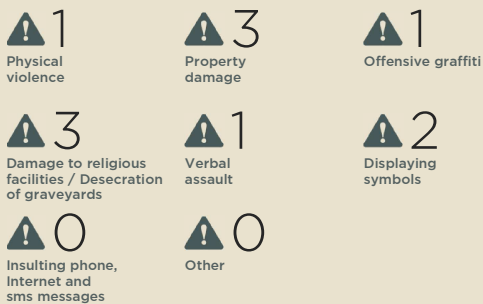 1
Physical
violence
3
Property
damage
1
Offensive graffiti
3
Damage to religious
facilities / Desecration
of graveyards
1
Verbal
assault
2
Displaying
symbols
0
Insulting phone,
Internet and
sms messages
0
Other